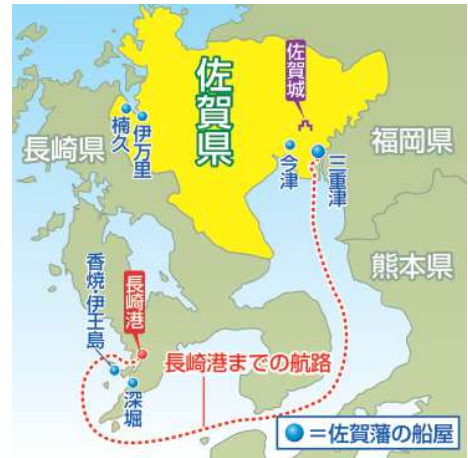 佐賀県
佐賀城
福岡県
長崎県
熊本県
楠久
伊万里
今津
三重津
香焼・伊王島
長崎港
深堀
長崎港までの航路
=佐賀藩の船屋